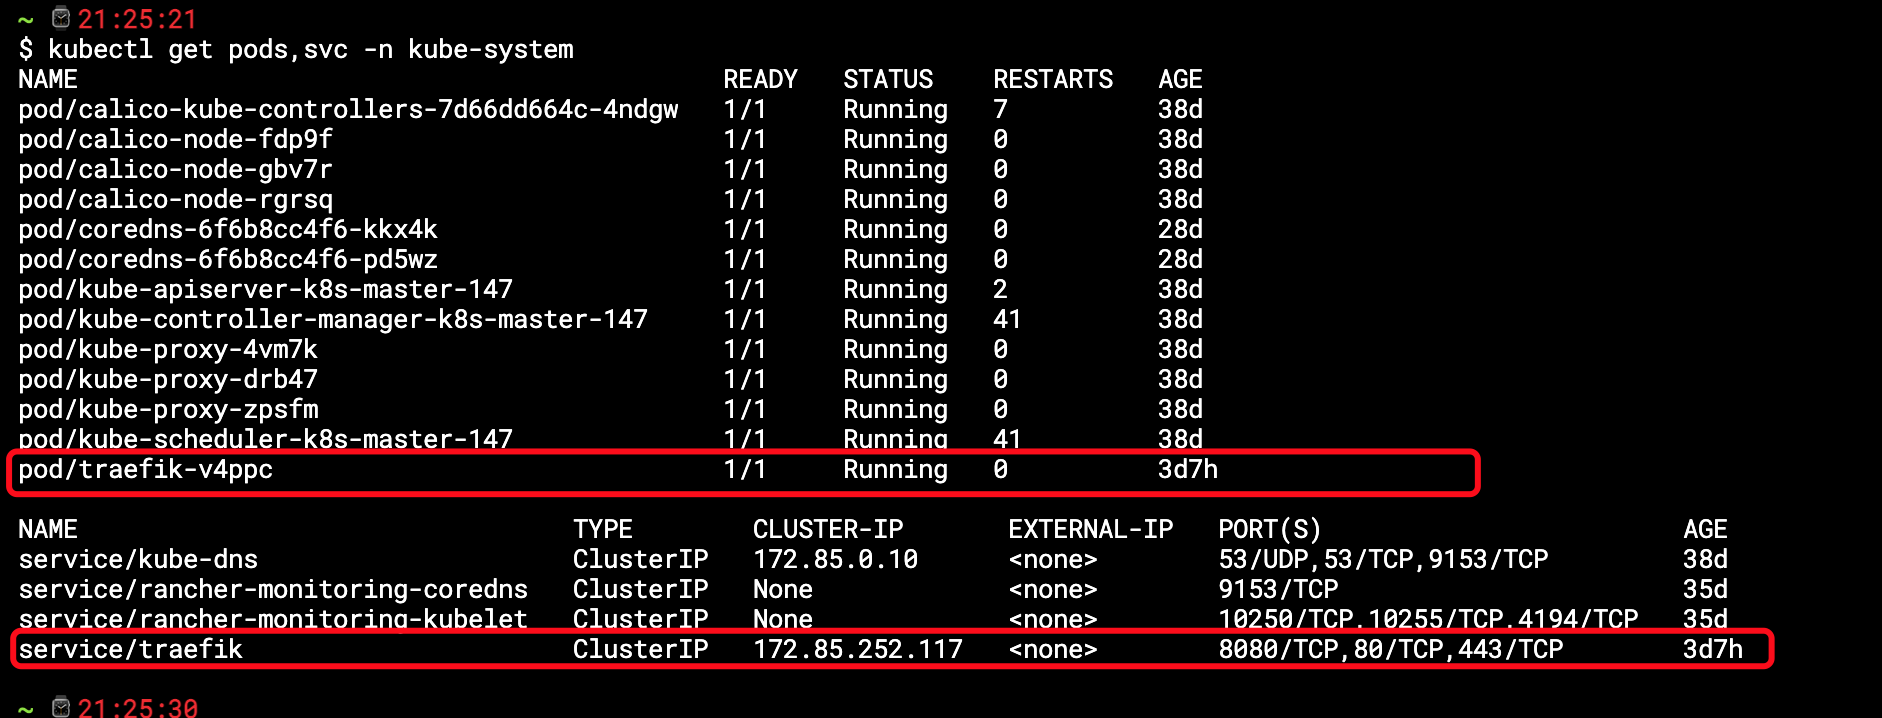 ~ 21:25:21
$ kubectl get pods,svc -n kube-system
NAME READY STATUS RESTARTS AGE
pod/calico-kube-controllers-7d66dd664c-4ndgw 1/1 Running 7 38d
pod/calico-node-fdp9f 1/1 Running 0 38d
pod/calico-node-gbv7r 1/1 Running 0 38d
pod/calico-node-rgrsq 1/1 Running 0 38d
pod/coredns-6f6b8cc4f6-kkx4k 1/1 Running 0 28d
pod/coredns-6f6b8cc4f6-pd5wz 1/1 Running 0 28d
pod/kube-apiserver-k8s-master-147 1/1 Running 2 38d
pod/kube-controller-manager-k8s-master-147 1/1 Running 41 38d
pod/kube-proxy-4vm7k 1/1 Running 0 38d
pod/kube-proxy-drb47 1/1 Running 0 38d
pod/kube-proxy-zpsfm 1/1 Running 0 38d
pod/kube-scheduler-k8s-master-147 1/1 Running 41 38d
pod/traefik-v4ppc 1/1 Running 0 3d7h
NAME TYPE CLUSTER-IP EXTERNAL-IP PORT(S) AGE
service/kube-dns ClusterIP 172.85.0.10 <none> 53/UDP,53/TCP,9153/TCP 38d
service/rancher-monitoring-coredns ClusterIP None <none> 9153/TCP 35d
service/rancher-monitoring-kubelet ClusterIP None <none> 10250/TCP,10255/TCP,4194/TCP 35d
service/traefik ClusterIP 172.85.252.117 <none> 8080/TCP,80/TCP,443/TCP 3d7h
~ 21:25:30